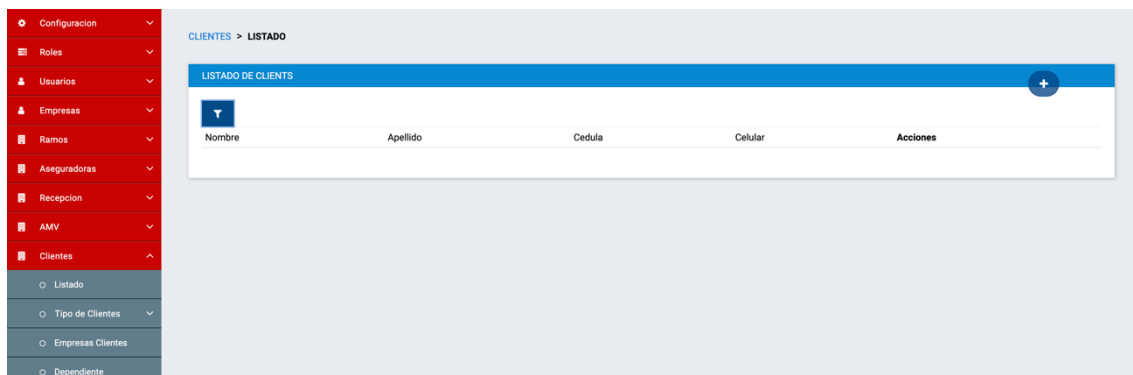 Configuracion
Roles
Usuarios
Empresas
Ramos
Aseguradoras
Recepcion
AMV
Clientes
Listado
Tipo de Clientes
Empresas Clientes
Dependiente
CLIENTES > LISTADO
LISTADO DE CLIENTS
+
Nombre Apellido Cedula Celular Acciones